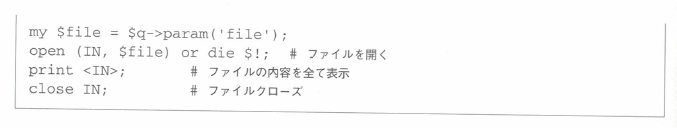 my $file = $q->param('file');
open (IN, $file) or die $!;  # ファイルを開く
print <IN>;        # ファイルの内容を全て表示
close IN;          # ファイルクローズ